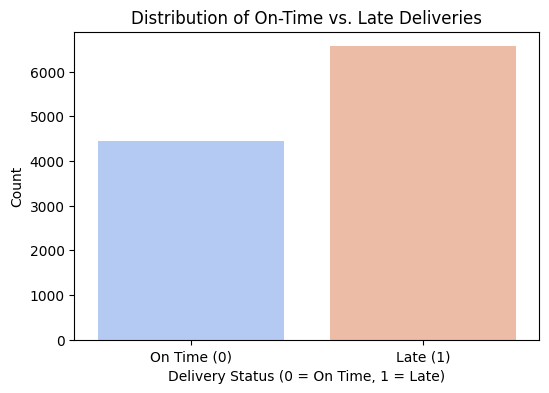 Distribution of On-Time vs. Late Deliveries
6000
5000
4000
3000
2000
1000
0
Count
On Time (0)
Late (1)
Delivery Status (0 = On Time, 1 = Late)